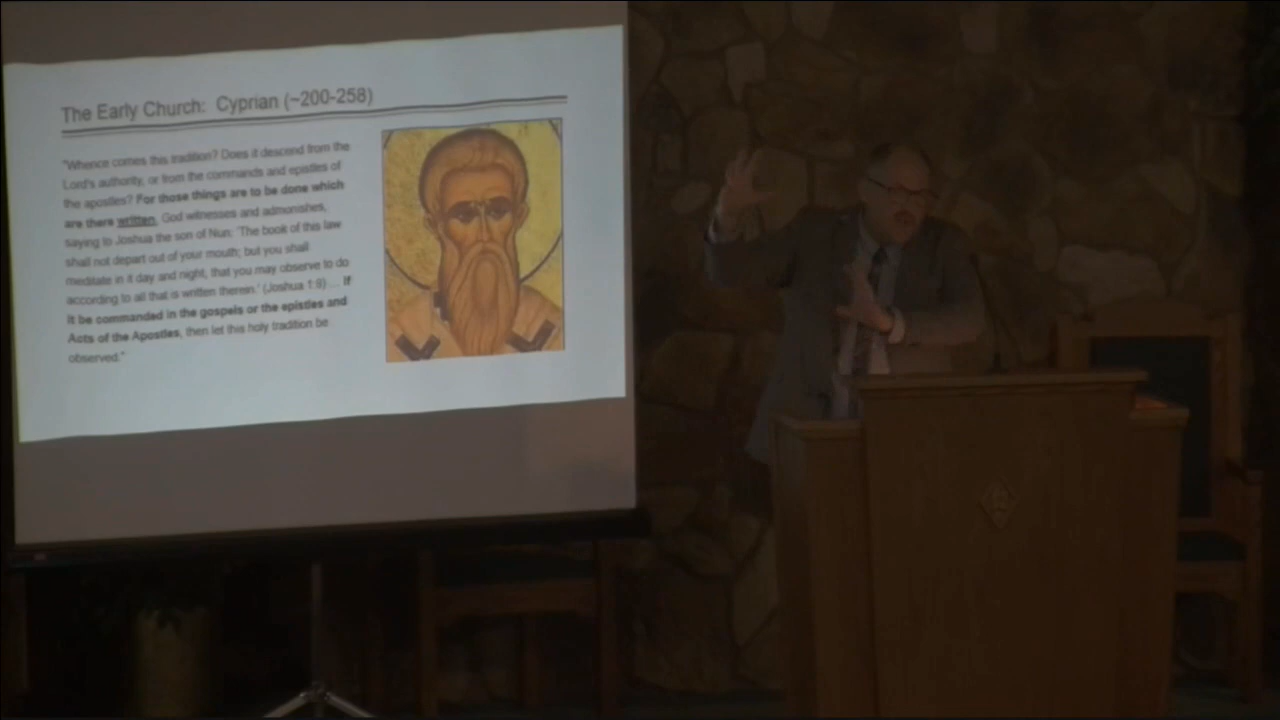 The Early Church: Cyprian (~200-258)
"Whence comes this tradition? Does it descend from the
Lord's authority, or from the commands and epistles of
the apostles? For those things are to be done which
are there written. God witnesses and admonishes,
saying to Joshua the son of Nun: 'The book of this law
shall not depart out of your mouth; but you shall
meditate in it day and night, that you may observe to do
according to all that is written therein.' (Joshua 1:9) ... If
it be commanded in the gospels or the epistles and
Acts of the Apostles, then let this holy tradition be
observed."